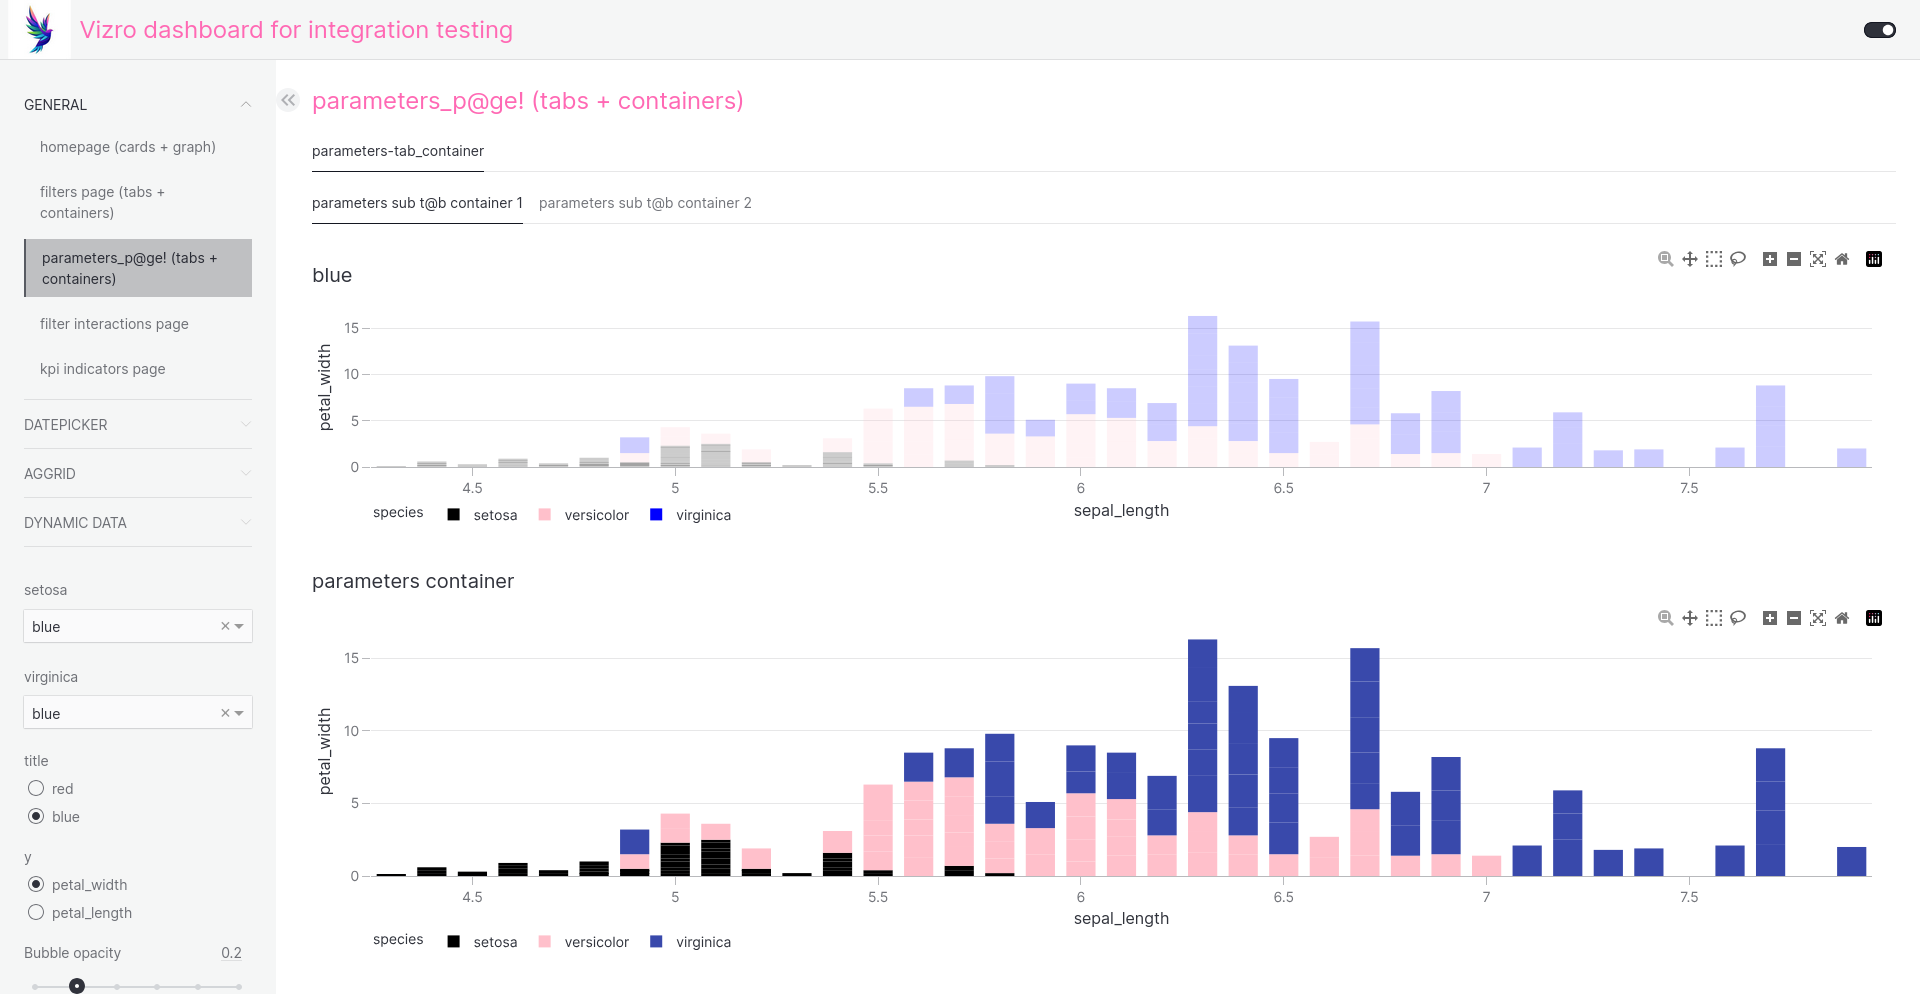 Vizro dashboard for integration testing
GENERAL
homepage (cards + graph)
filters page (tabs +
containers)
parameters_p@ge! (tabs +
containers)
filter interactions page
kpi indicators page
DATEPICKER
AGGRID
DYNAMIC DATA
setosa
blue
virginica
blue
title
red
blue
y
petal_width
petal_length
Bubble opacity 0.2
parameters_p@ge! (tabs + containers)
parameters-tab_container
parameters sub t@b container 1 parameters sub t@b container 2
blue
petal_width
15
10
5
0
4.5 5 5.5 6 6.5 7 7.5
sepal_length
species setosa versicolor virginica
parameters container
petal_width
15
10
5
0
4.5 5 5.5 6 6.5 7 7.5
sepal_length
species setosa versicolor virginica